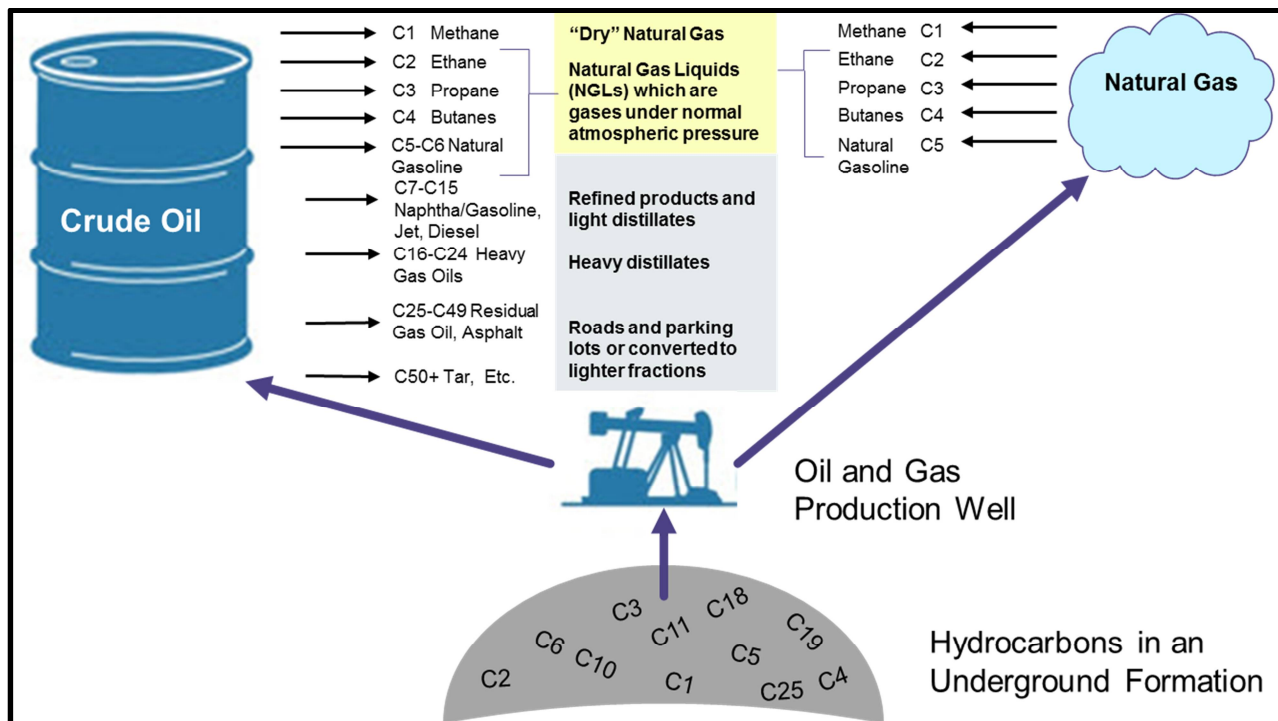 Crude Oil
C1 Methane
C2 Ethane
C3 Propane
C4 Butanes
C5-C6 Natural
Gasoline
C7-C15
Naphtha/Gasoline,
Jet, Diesel
C16-C24 Heavy
Gas Oils
C25-C49 Residual
Gas Oil, Asphalt
C50+ Tar, Etc.
“Dry” Natural Gas
Natural Gas Liquids
(NGLs) which are
gases under normal
atmospheric pressure
Refined products and
light distillates
Heavy distillates
Roads and parking
lots or converted to
lighter fractions
Methane C1
Ethane C2
Propane C3
Butanes C4
Natural C5
Gasoline
Natural Gas
Oil and Gas
Production Well
C3
C18
C11
C19
C6
C10
C5
C2
C1
C25
C4
Hydrocarbons in an
Underground Formation